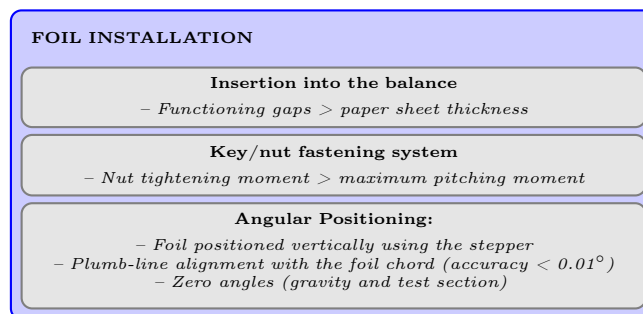 FOIL INSTALLATION
Insertion into the balance
– Functioning gaps > paper sheet thickness
Key/nut fastening system
– Nut tightening moment > maximum pitching moment
Angular Positioning:
– Foil positioned vertically using the stepper
– Plumb-line alignment with the foil chord (accuracy < 0.01°)
– Zero angles (gravity and test section)